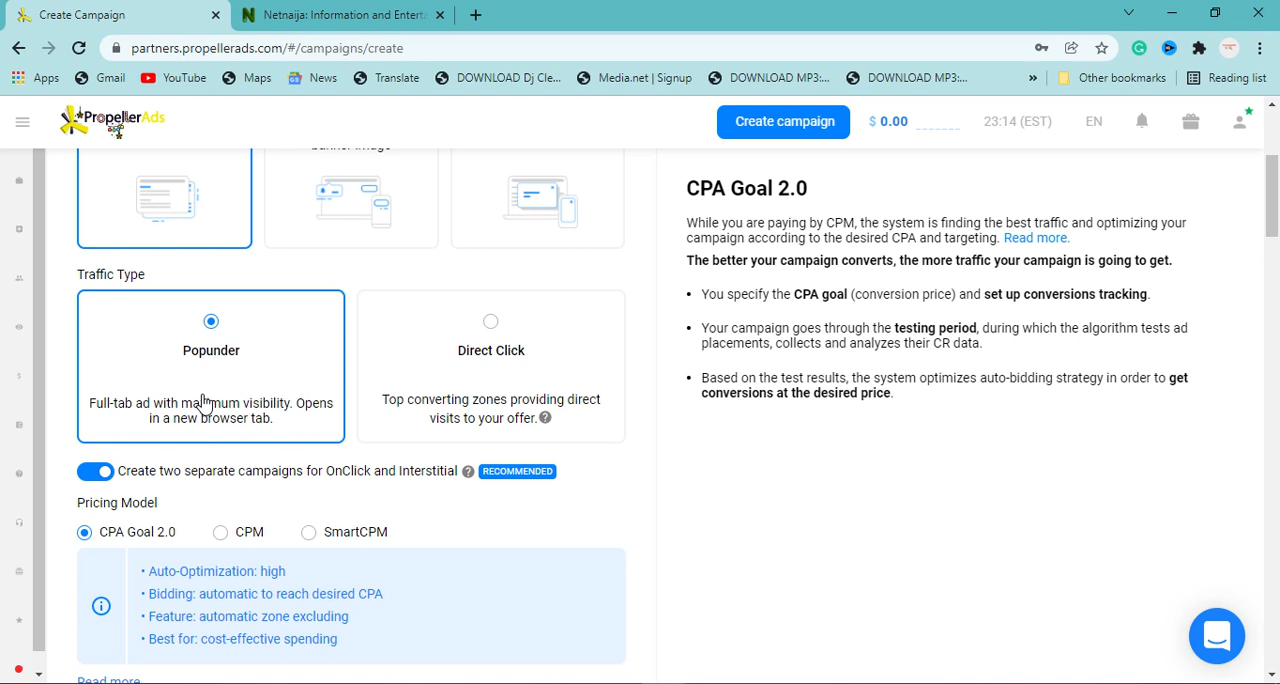 Create Campaign
Netnaija: Information and Enterta
partners.propellerads.com/#/campaigns/create
Apps
Gmail
YouTube
Maps
News
Translate
DOWNLOAD Dj Cle...
Media.net | Signup
DOWNLOAD MP3:...
DOWNLOAD MP3:...
»
Other bookmarks
Reading list
PropellerAds
Create campaign
$ 0.00
23:14 (EST)
EN
banner image
Traffic Type
Popunder
Full-tab ad with maximum visibility. Opens
in a new browser tab.
Direct Click
Top converting zones providing direct
visits to your offer.
Create two separate campaigns for OnClick and Interstitial
RECOMMENDED
Pricing Model
CPA Goal 2.0
CPM
SmartCPM
• Auto-Optimization: high
• Bidding: automatic to reach desired CPA
• Feature: automatic zone excluding
• Best for: cost-effective spending
Read more
CPA Goal 2.0
While you are paying by CPM, the system is finding the best traffic and optimizing your
campaign according to the desired CPA and targeting. Read more.
The better your campaign converts, the more traffic your campaign is going to get.
• You specify the CPA goal (conversion price) and set up conversions tracking.
• Your campaign goes through the testing period, during which the algorithm tests ad
placements, collects and analyzes their CR data.
• Based on the test results, the system optimizes auto-bidding strategy in order to get
conversions at the desired price.